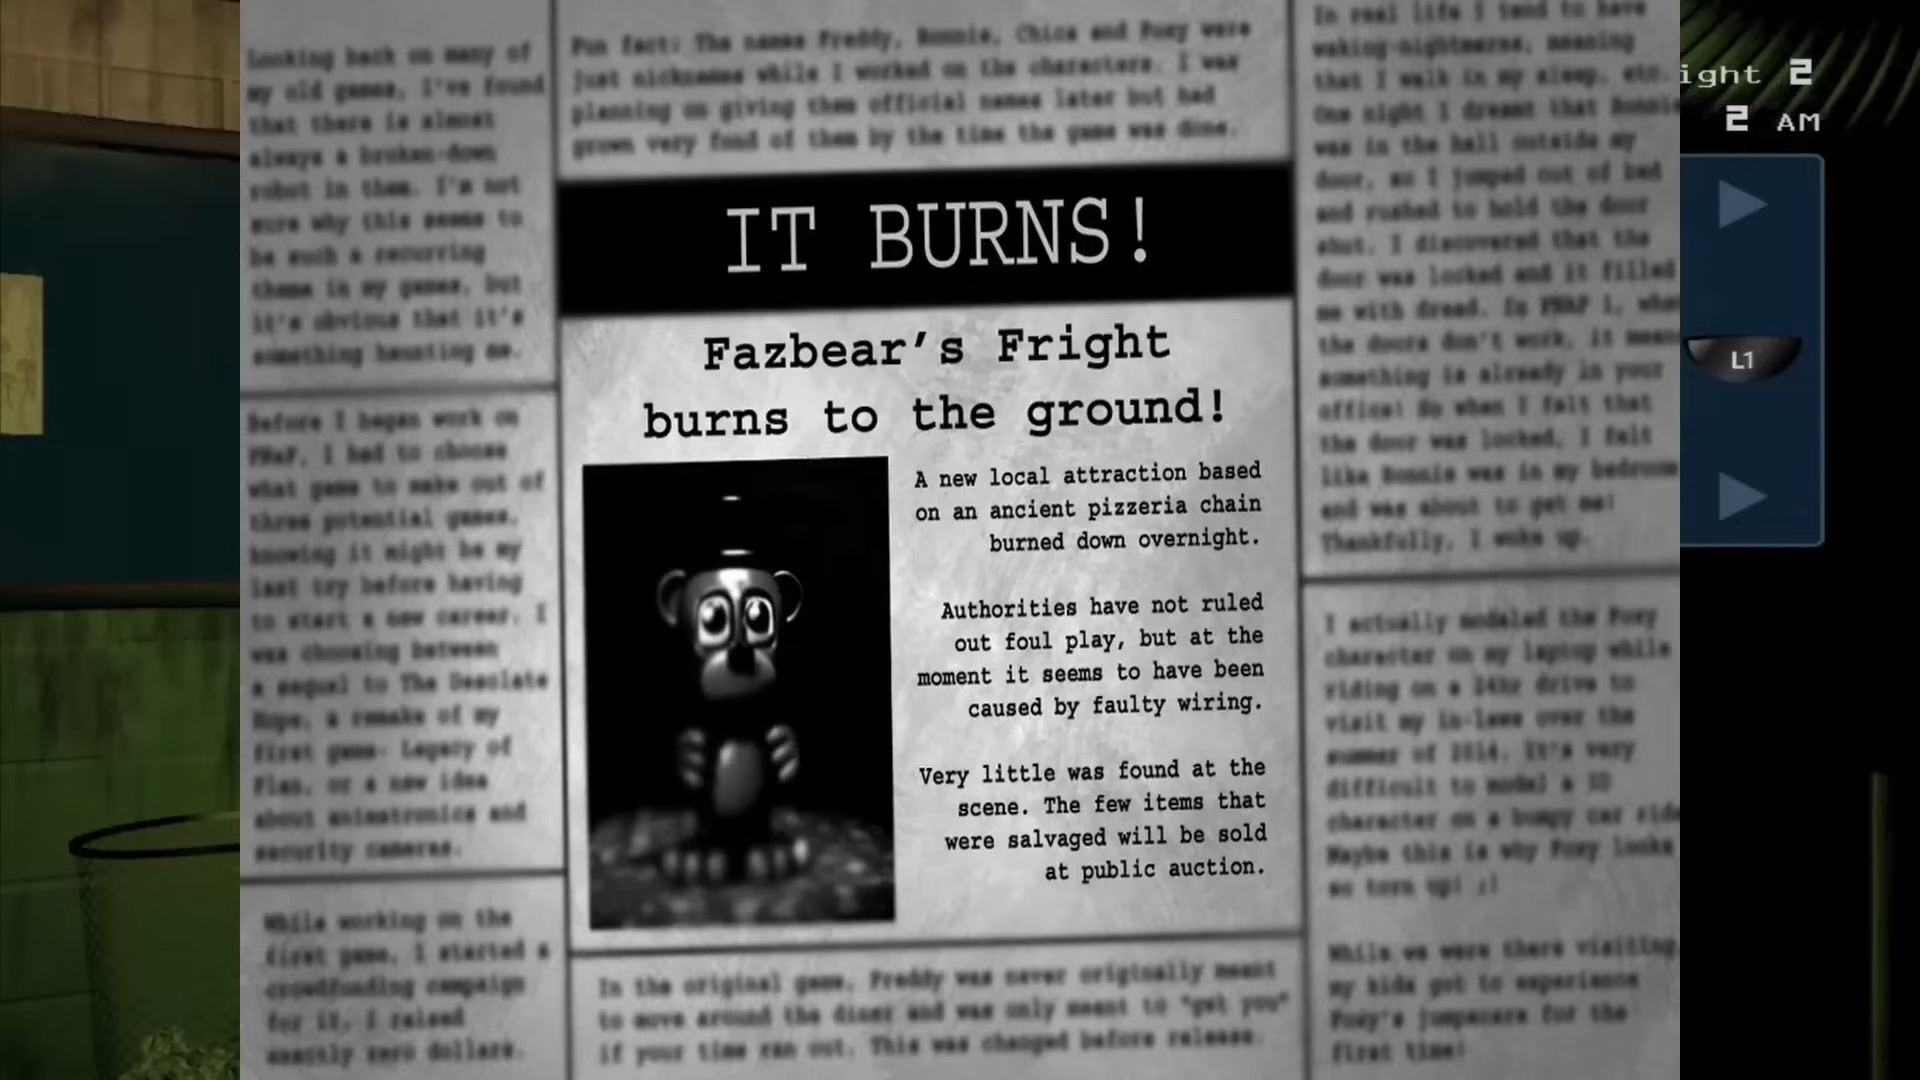 Looking back on many of
my old games, I've found
that there is almost
always a broken-down
robot in them. I'm not
sure why this seems to
be such a recurring
theme in my games, but
it's obvious that it's
something haunting me.
Before I began work on
FNaF, I had to choose
what game to make out of
three potential games,
knowing it might be my
last try before having
to start a new career. I
was choosing between
a sequel to The Desolate
Hope, a remake of my
first game- Legacy of
Flan, or a new idea
about animatronics and
security cameras.
While working on the
first game, I started a
crowdfunding campaign
for it. I raised
exactly zero dollars.
Fun fact: The names Freddy, Bonnie, Chica and Foxy were
just nicknames while I worked on the characters. I was
planning on giving them official names later but had
grown very fond of them by the time the game was done.
IT BURNS!
Fazbear's Fright
burns to the ground!
A new local attraction based
on an ancient pizzeria chain
burned down overnight.
Authorities have not ruled
out foul play, but at the
moment it seems to have been
caused by faulty wiring.
Very little was found at the
scene. The few items that
were salvaged will be sold
at public auction.
In the original game, Freddy was never originally meant
to move around the diner and was only meant to "get you"
if your time ran out. This was changed before release.
In real life I tend to have
waking-nightmares, meaning
that I walk in my sleep, etc.
One night I dreamt that Bonnie
was in the hall outside my
door, so I jumped out of bed
and rushed to hold the door
shut. I discovered that the
door was locked and it filled
me with dread. In FNAF 1, when
the doors don't work, it means
something is already in your
office! So when I felt that
the door was locked, I felt
like Bonnie was in my bedroom
and was about to get me!
Thankfully, I woke up.
I actually modeled the Foxy
character on my laptop while
riding on a 24hr drive to
visit my in-laws over the
summer of 2014. It's very
difficult to model a 3D
character on a bumpy car ride
Maybe this is why Foxy looks
so torn up! ;)
While we were there visiting,
my kids got to experience
Foxy's jumpscare for the
first time!
ight 2
2 AM
L1